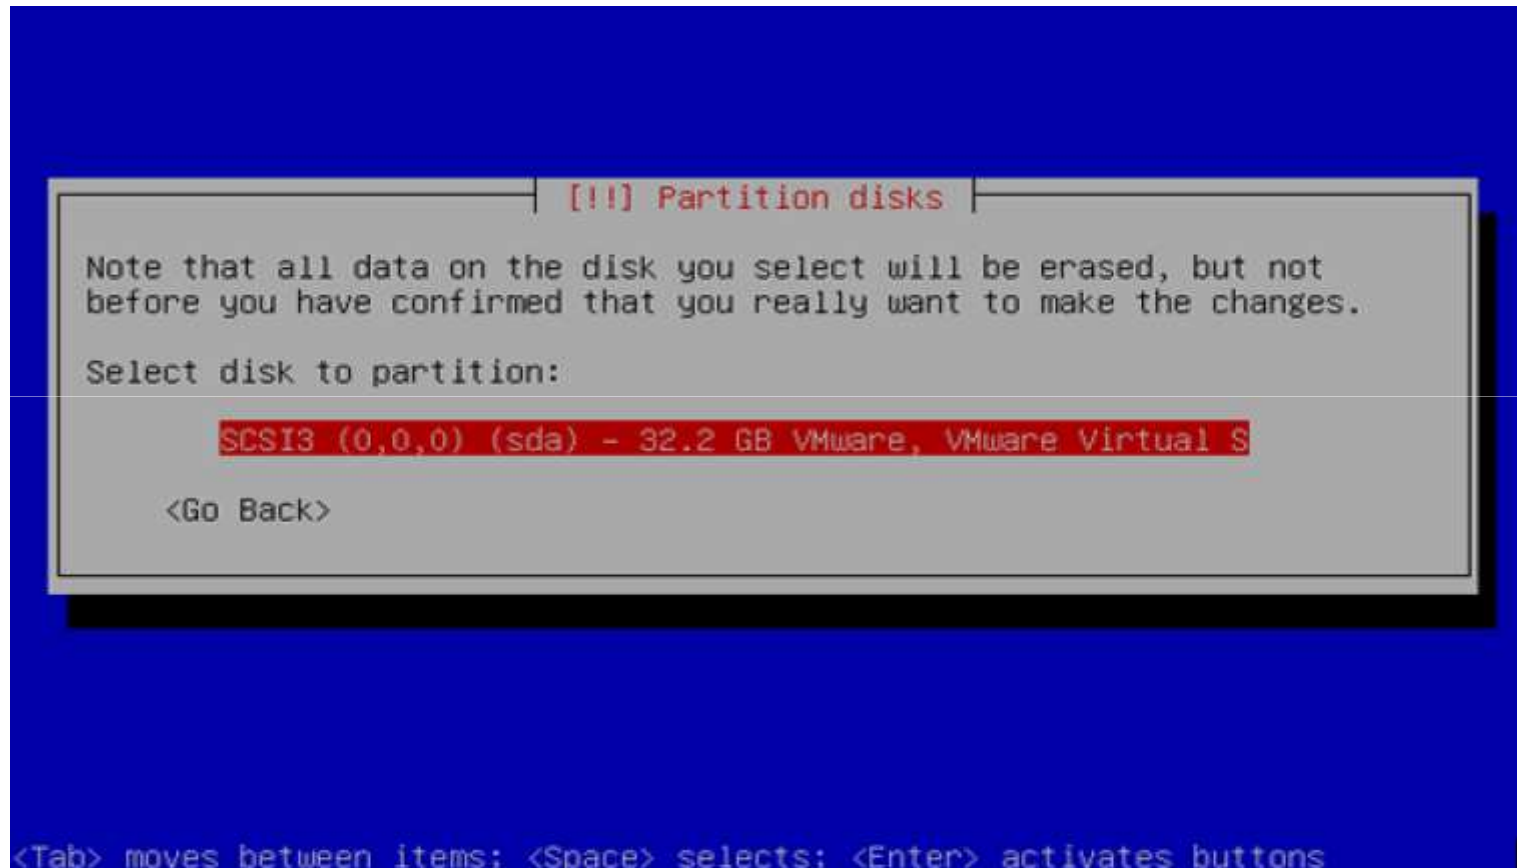 [!!] Partition disks
Note that all data on the disk you select will be erased, but not
before you have confirmed that you really want to make the changes.
Select disk to partition:
SCSI3 (0,0,0) (sda) - 32.2 GB VMware, VMware Virtual S
<Go Back>
<Tab> moves between items; <Space> selects; <Enter> activates buttons